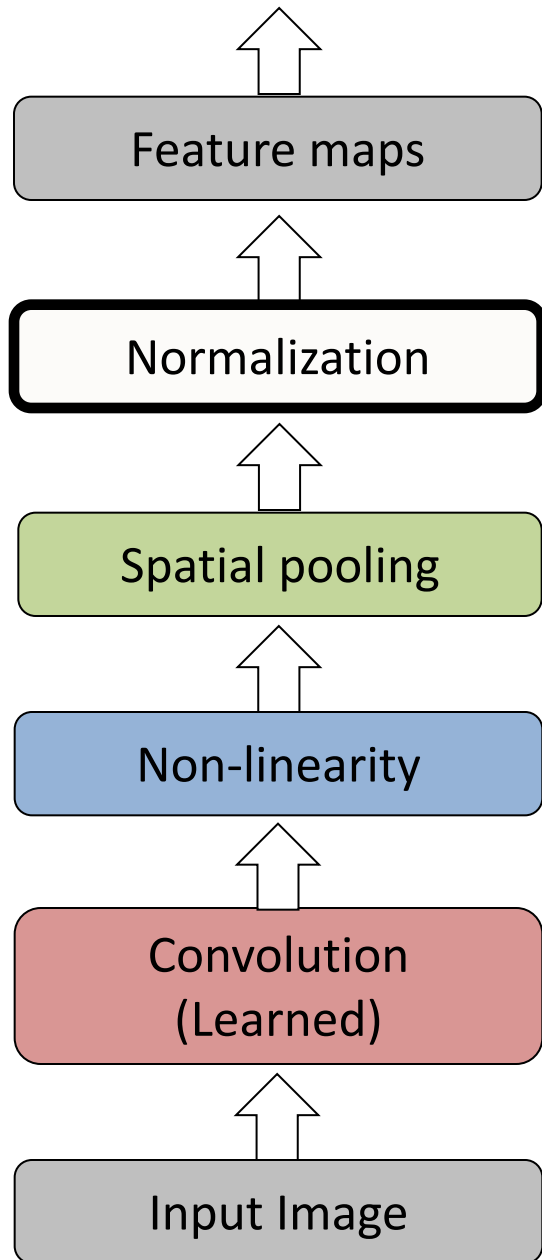 Feature maps
Normalization
Spatial pooling
Non-linearity
Convolution
(Learned)
Input Image